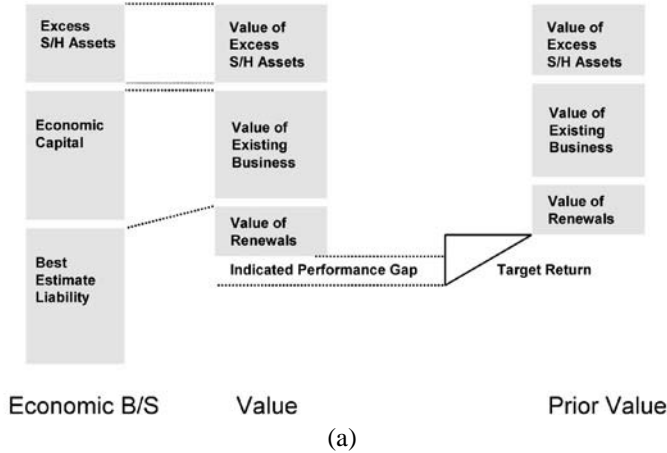 Excess
S/H Assets
Value of
Excess
S/H Assets
Value of
Excess
S/H Assets
Economic
Capital
Value of
Existing
Business
Value of
Existing
Business
Value of
Renewals
Value of
Renewals
Best
Estimate
Liability
Indicated Performance Gap
Target Return
Economic B/S
Value
Prior Value
(a)